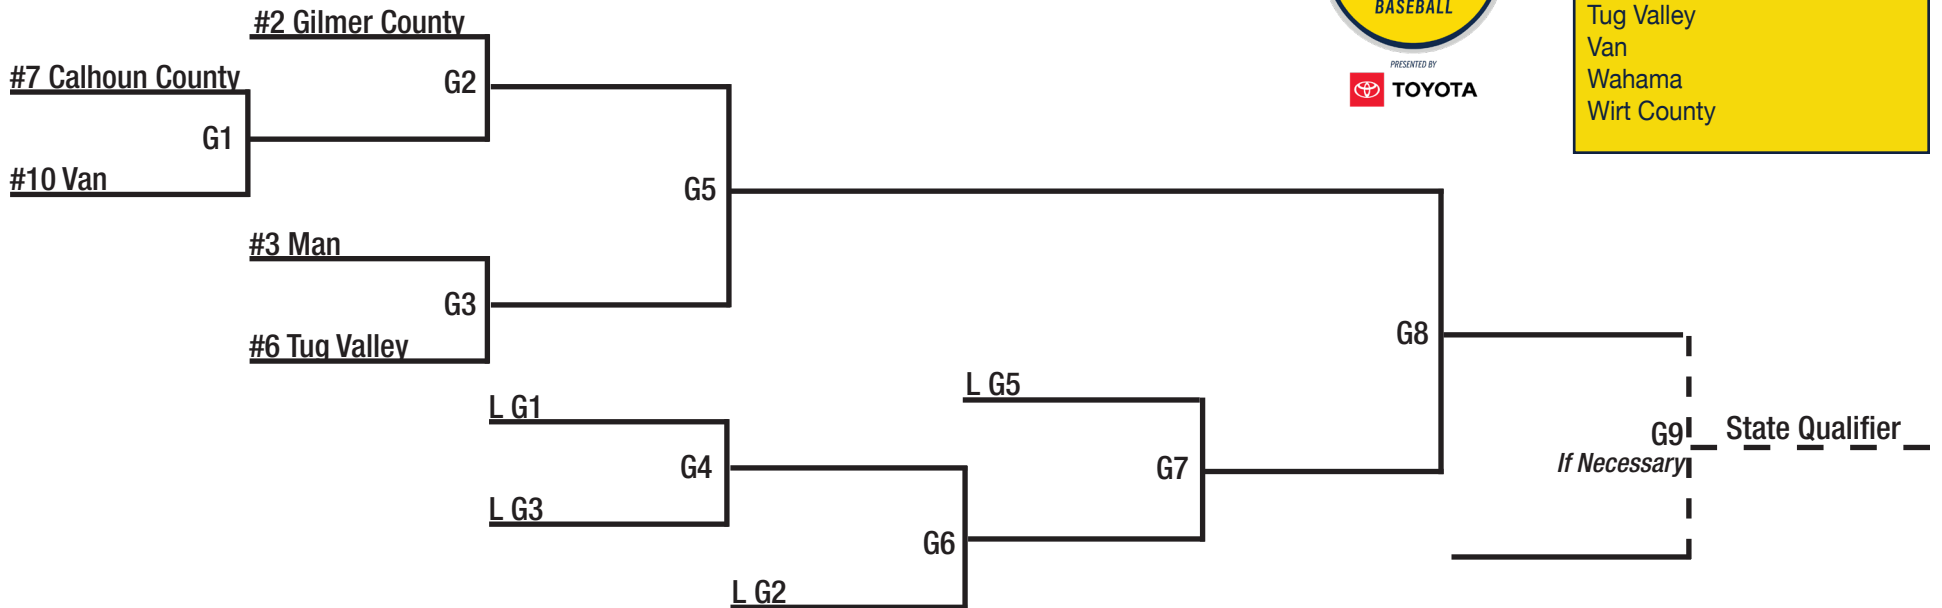 #2 Gilmer County
#7 Calhoun County
G2
G1
#10 Van
G5
#3 Man
G3
#6 Tug Valley
L G1
G4
L G3
G6
L G2
L G5
G7
G8
G9
If Necessary
State Qualifier
BASEBALL
PRESENTED BY
TOYOTA
Tug Valley
Van
Wahama
Wirt County